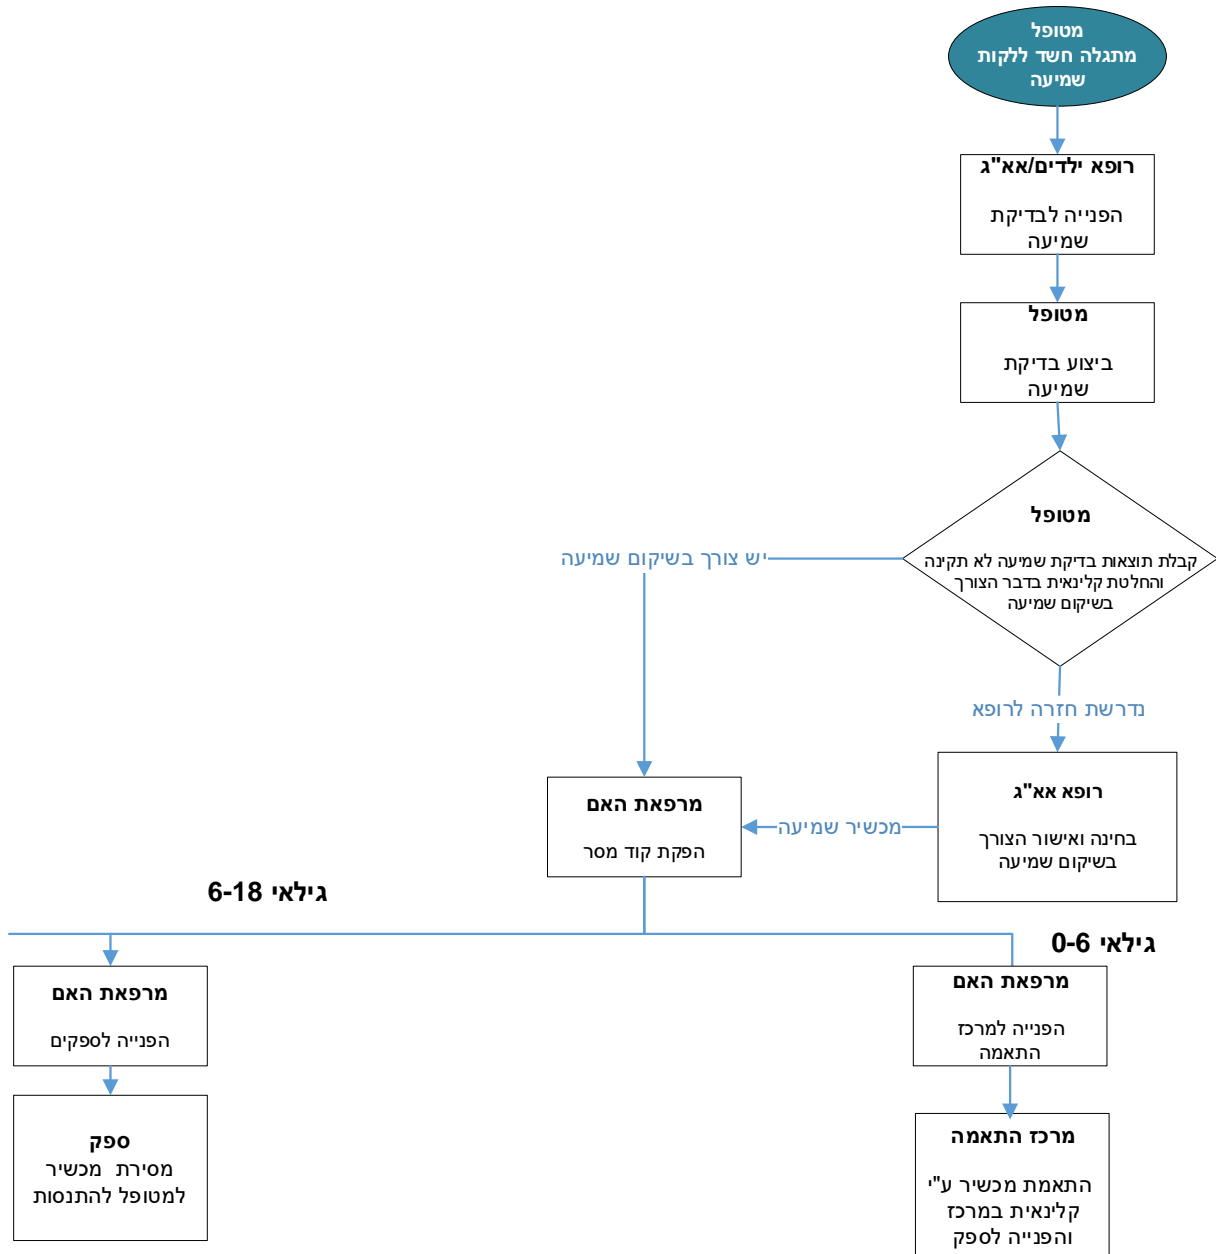 מטופל
מתגלה חשד ללקות
שמיעה
רופא ילדים/אא"ג
הפנייה לבדיקת
שמיעה
מטופל
ביצוע בדיקת
שמיעה
מטופל
קבלת תוצאות בדיקת שמיעה לא תקינה
והחלטת קלינאית בדבר הצורך
בשיקום שמיעה
יש צורך בשיקום שמיעה
נדרשת חזרה לרופא
רופא אא"ג
בחינה ואישור הצורך
בשיקום שמיעה
מכשיר שמיעה
מרפאת האם
הפקת קוד מסר
גילאי 0-6
מרפאת האם
הפנייה למרכז
התאמה
מרכז התאמה
התאמת מכשיר ע"י
קלינאית במרכז
והפנייה לספק
גילאי 6-18
מרפאת האם
הפנייה לספקים
ספק
מסירת מכשיר
למטופל להתנסות